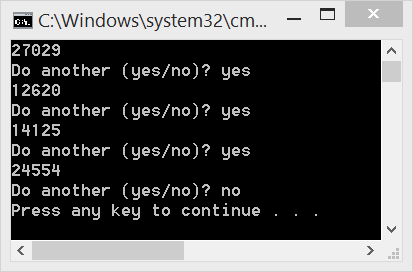 C:\Windows\system32\cm...
27029
Do another (yes/no)? yes
12620
Do another (yes/no)? yes
14125
Do another (yes/no)? yes
24554
Do another (yes/no)? no
Press any key to continue . . .